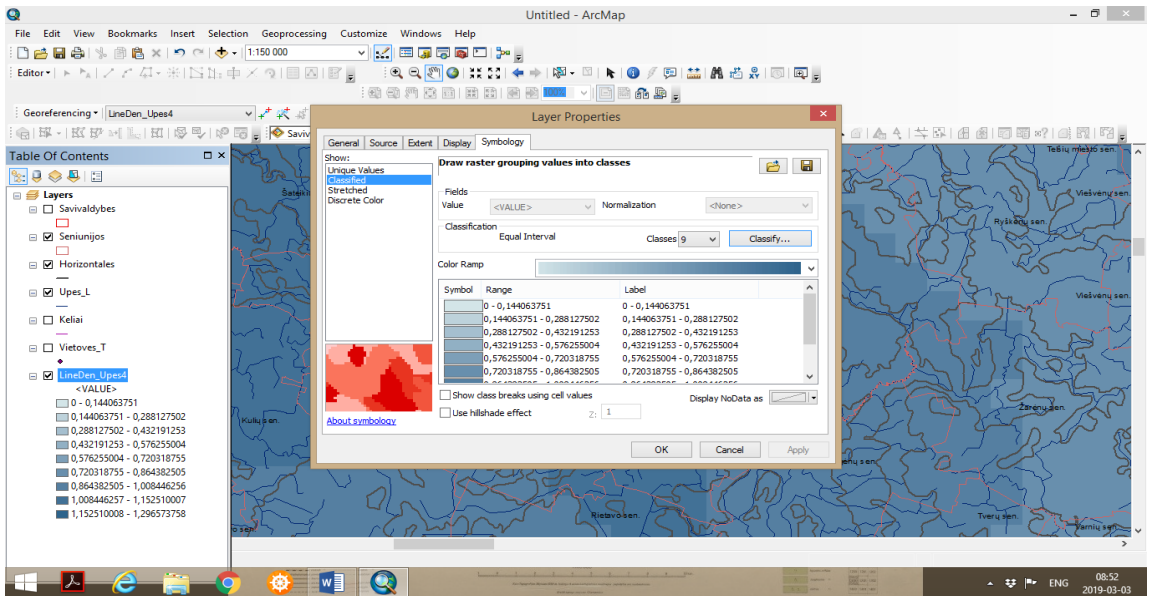 Untitled - ArcMap
File Edit View Bookmarks Insert Selection Geoprocessing Customize Windows Help
1:150 000
Editor
100%
Georeferencing LineDen_Upes4
Saviv
Table Of Contents
Layers
Savivaldybes
Seniunijos
Horizontales
Upes_L
Keliai
Vietoves_T
LineDen_Upes4
<VALUE>
0 - 0,144063751
0,144063751 - 0,288127502
0,288127502 - 0,432191253
0,432191253 - 0,576255004
0,576255004 - 0,720318755
0,720318755 - 0,864382505
0,864382505 - 1,008446256
1,008446257 - 1,152510007
1,152510008 - 1,296573758
Layer Properties
General Source Extent Display Symbology
Show:
Unique Values
Classified
Stretched
Discrete Color
About symbology
Draw raster grouping values into classes
Fields
Value <VALUE> Normalization <None>
Classification
Equal Interval Classes 9 Classify...
Color Ramp
Symbol Range Label
0 - 0,144063751 0 - 0,144063751
0,144063751 - 0,288127502 0,144063751 - 0,288127502
0,288127502 - 0,432191253 0,288127502 - 0,432191253
0,432191253 - 0,576255004 0,432191253 - 0,576255004
0,576255004 - 0,720318755 0,576255004 - 0,720318755
0,720318755 - 0,864382505 0,720318755 - 0,864382505
Show class breaks using cell values Display NoData as
Use hillshade effect Z: 1
OK Cancel Apply
Telšių miesto sen.
Viešvėnų sen.
Ryškėnų sen.
Viešvėnų sen.
Žarėnų sen.
Kulių sen.
Rietavo sen.
Tverų sen.
Varnių sen.
ENG 08:52
2019-03-03